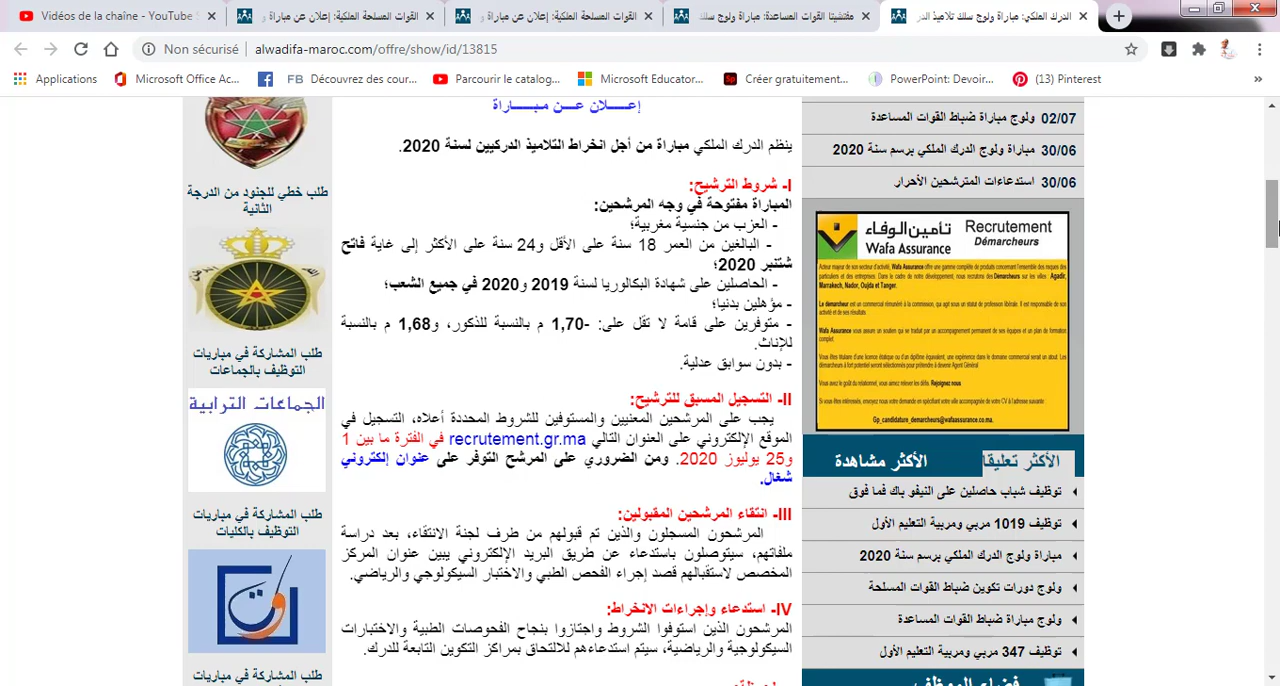 Vidéos de la chaîne - YouTube S
القوات المسلحة الملكية: إعلان عن مباراة و
القوات المسلحة الملكية: إعلان عن مباراة و
مفتشيتا القوات المساعدة: مباراة ولوج سلك
الدرك الملكي: مباراة ولوج سلك تلاميذ الدر
Non sécurisé | alwadifa-maroc.com/offre/show/id/13815
Applications
Microsoft Office Ac...
FB Découvrez des cour...
Parcourir le catalog...
Microsoft Educator...
Sp Créer gratuitement...
PowerPoint: Devoir...
(13) Pinterest
»
إعـــــلان عـــن مـبـــــاراة
ينظم الدرك الملكي مباراة من أجل انخراط التلاميذ الدركيين لسنة 2020.
I- شروط الترشيح:
المباراة مفتوحة في وجه المرشحين:
- العزب من جنسية مغربية؛
- البالغين من العمر 18 سنة على الأقل و24 سنة على الأكثر إلى غاية فاتح
شتنبر 2020؛
- الحاصلين على شهادة البكالوريا لسنة 2019 و2020 في جميع الشعب؛
- مؤهلين بدنيا؛
- متوفرين على قامة لا تقل على: -1,70 م بالنسبة للذكور، و1,68 م بالنسبة
للإناث.
- بدون سوابق عدلية.
II- التسجيل المسبق للترشيح:
يجب على المرشحين المعنيين والمستوفين للشروط المحددة أعلاه، التسجيل في
الموقع الإلكتروني على العنوان التالي recrutement.gr.ma في الفترة ما بين 1
و25 يوليوز 2020. ومن الضروري على المرشح التوفر على عنوان إلكتروني
شغال.
III- انتقاء المرشحين المقبولين:
المرشحون المسجلون والذين تم قبولهم من طرف لجنة الانتقاء، بعد دراسة
ملفاتهم، سيتوصلون باستدعاء عن طريق البريد الإلكتروني يبين عنوان المركز
المخصص لاستقبالهم قصد إجراء الفحص الطبي والاختبار السيكولوجي والرياضي.
IV- استدعاء وإجراءات الانخراط:
المرشحون الذين استوفوا الشروط واجتازوا بنجاح الفحوصات الطبية والاختبارات
السيكولوجية والرياضية، سيتم استدعاءهم للالتحاق بمراكز التكوين التابعة للدرك.
02/07 ولوج مباراة ضباط القوات المساعدة
30/06 مباراة ولوج الدرك الملكي برسم سنة 2020
30/06 استدعاءات المترشحين الأحرار
تأمين الوفاء
Wafa Assurance
Recrutement
Démarcheurs
Gp_candidature_demarcheurs@wafaassurance.co.ma.
الأكثر تعليقا
الأكثر مشاهدة
توظيف شباب حاصلين على النيفو باك فما فوق
توظيف 1019 مربي ومربية التعليم الأول
مباراة ولوج الدرك الملكي برسم سنة 2020
ولوج دورات تكوين ضباط القوات المسلحة
ولوج مباراة ضباط القوات المساعدة
توظيف 347 مربي ومربية التعليم الأول
فضاء الموظف
طلب خطي للجنود من الدرجة
الثانية
طلب المشاركة في مباريات
التوظيف بالجماعات
الجماعات الترابية
طلب المشاركة في مباريات
التوظيف بالكليات
طلب المشاركة في مباريات